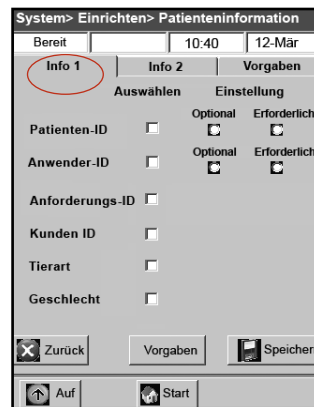 System> Einrichten> Patienteninformation
Bereit 10:40 12-Mär
Info 1 Info 2 Vorgaben
Auswählen Einstellung
Optional Erforderlich
Patienten-ID
Optional Erforderlich
Anwender-ID
Anforderungs-ID
Kunden ID
Tierart
Geschlecht
Zurück Vorgaben Speicher
Auf Start